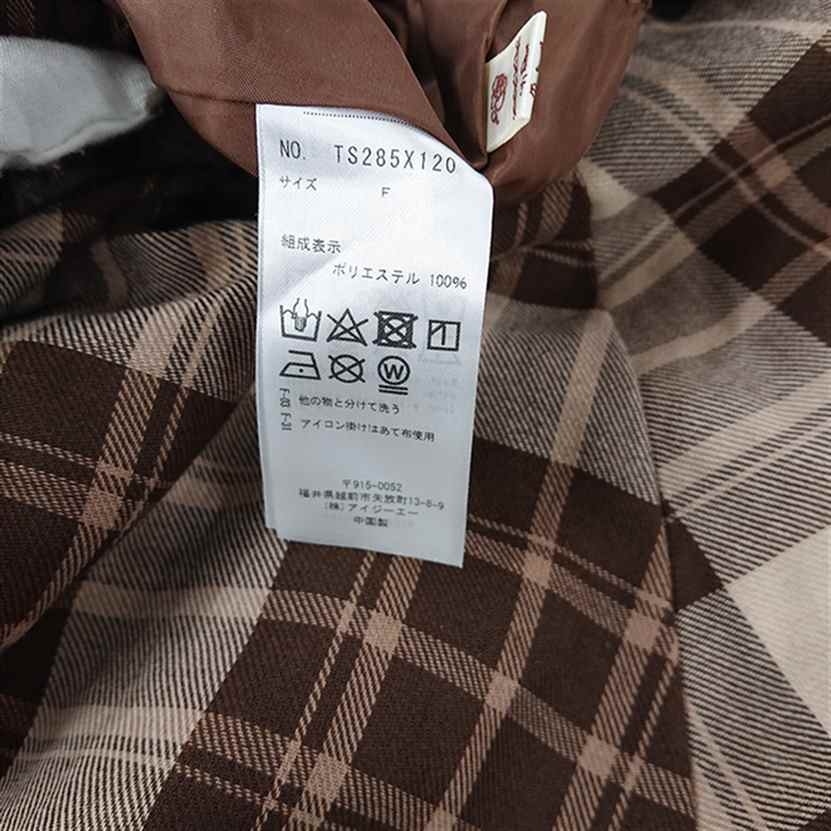 NO. TS285X120
サイズ F
組成表示
ポリエステル 100%
W
他の物と分けて洗う
アイロン掛けはあて布使用
〒915-0052
福井県越前市矢放町13-8-9
(株)アイジーエー
中国製